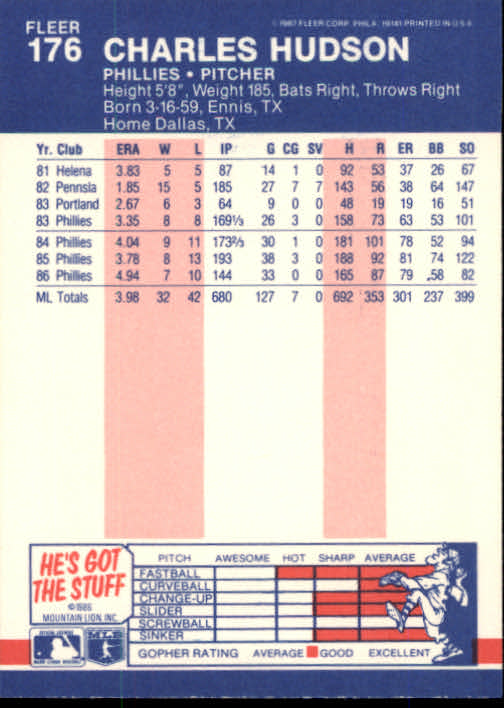 FLEER
176 CHARLES HUDSON
© 1987 FLEER CORP. PHILA. 19141 PRINTED IN U.S.A.
PHILLIES • PITCHER
Height 5'8", Weight 185, Bats Right, Throws Right
Born 3-16-59, Ennis, TX
Home Dallas, TX
Yr. Club ERA W L IP G CG SV H R ER BB SO
81 Helena 3.83 5 5 87 14 1 0 92 53 37 26 67
82 Pennsla 1.85 15 5 185 27 7 7 143 56 38 64 147
83 Portland 2.67 6 3 64 9 0 0 48 19 19 16 51
83 Phillies 3.35 8 8 169⅓ 26 3 0 158 73 63 53 101
84 Phillies 4.04 9 11 173⅔ 30 1 0 181 101 78 52 94
85 Phillies 3.78 8 13 193 38 3 0 188 92 81 74 122
86 Phillies 4.94 7 10 144 33 0 0 165 87 79 .58 82
ML Totals 3.98 32 42 680 127 7 0 692 353 301 237 399
HE'S GOT
THE STUFF
©1986
MOUNTAIN LION INC.
PITCH AWESOME HOT SHARP AVERAGE
FASTBALL
CURVEBALL
CHANGE-UP
SLIDER
SCREWBALL
SINKER
GOPHER RATING AVERAGE GOOD EXCELLENT
MLB